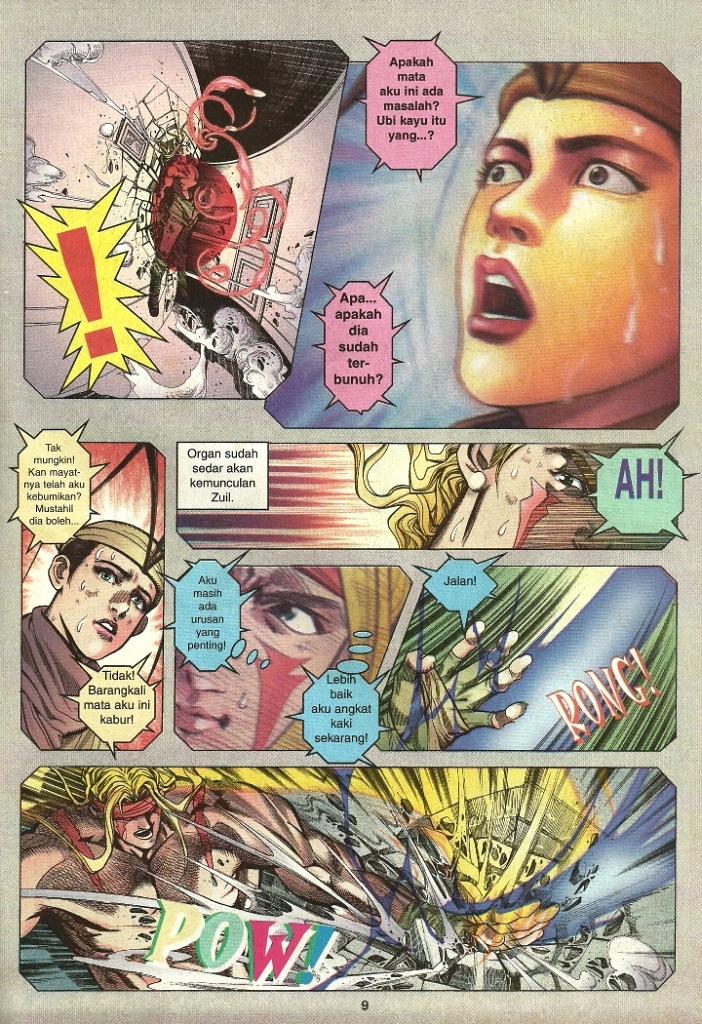 !
Apakah
mata
aku ini ada
masalah?
Ubi kayu itu
yang...?
Apa...
apakah
dia
sudah
ter-
bunuh?
Tak
mungkin!
Kan mayat-
nya telah aku
kebumikan?
Mustahil
dia boleh...
Tidak!
Barangkali
mata aku ini
kabur!
Organ sudah
sedar akan
kemunculan
Zuil.
AH!
Aku
masih
ada
urusan
yang
penting!
Lebih
baik
aku angkat
kaki
sekarang!
Jalan!
RONG!
POW!
9